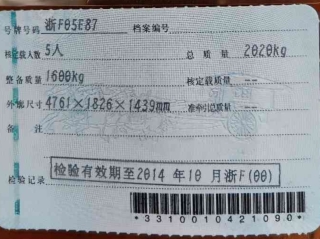 号牌号码 浙F05E87 档案编号
核定载人数 5人 总质量 2020kg
整备质量 1600kg 核定载质量 --
外廓尺寸 4761×1826×1439mm 准牵引总质量 --
备注
检验记录 检验有效期至2014年10月浙F(00)
*3310010421090*